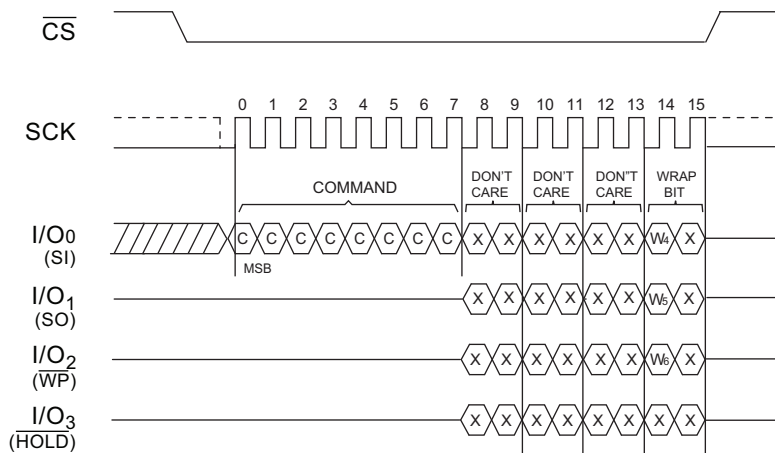 CS
SCK
0 1 2 3 4 5 6 7 8 9 10 11 12 13 14 15
COMMAND
DON'T CARE
DON'T CARE
DON"T CARE
WRAP BIT
I/O0
(SI)
C C C C C C C C X X X X X X W4 X
MSB
I/O1
(SO)
X X X X X X W5 X
I/O2
(WP)
X X X X X X W6 X
I/O3
(HOLD)
X X X X X X X X